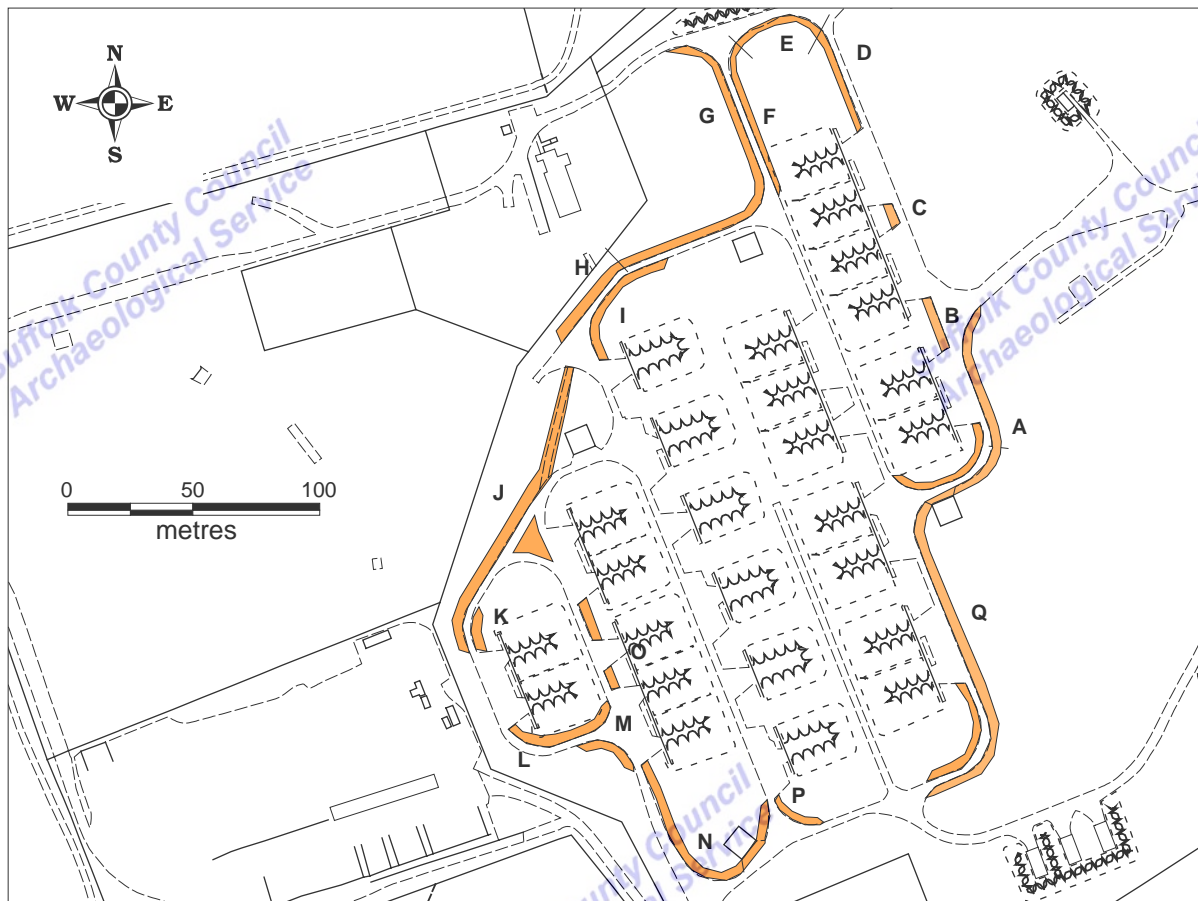 N
W E
S
E
D
G
F
C
H
I
B
A
J
K
Q
O
M
L
P
N
0 50 100
metres
Suffolk County Council
Archaeological Service
Suffolk County Council
Archaeological Service
County Council
Service